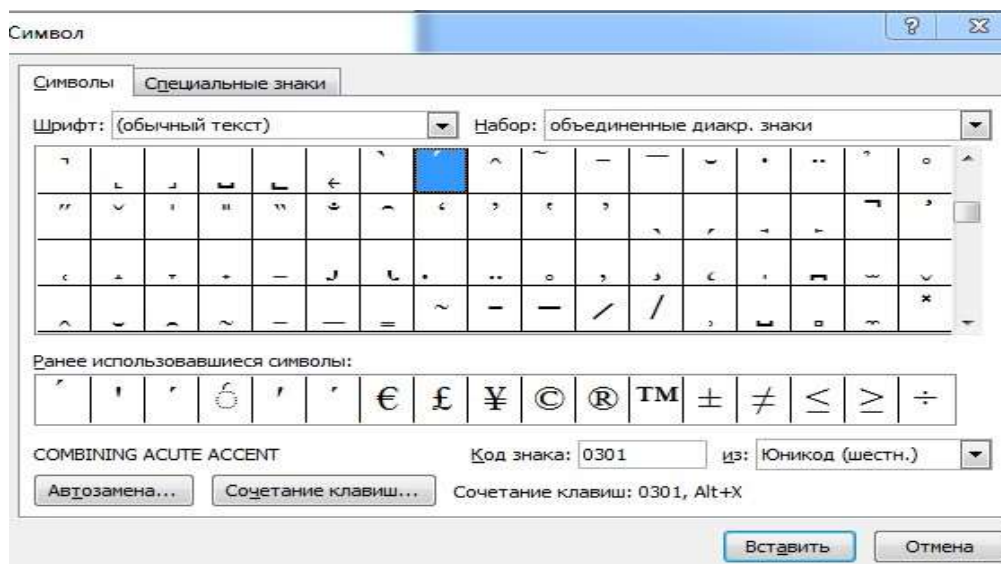 Символ
Символы Специальные знаки
Шрифт: (обычный текст) Набор: объединенные диакр. знаки
Ранее использовавшиеся символы:
€ £ ¥ © ® ™ ± ≠ ≤ ≥ ÷
COMBINING ACUTE ACCENT Код знака: 0301 из: Юникод (шестн.)
Автозамена... Сочетание клавиш... Сочетание клавиш: 0301, Alt+X
Вставить Отмена